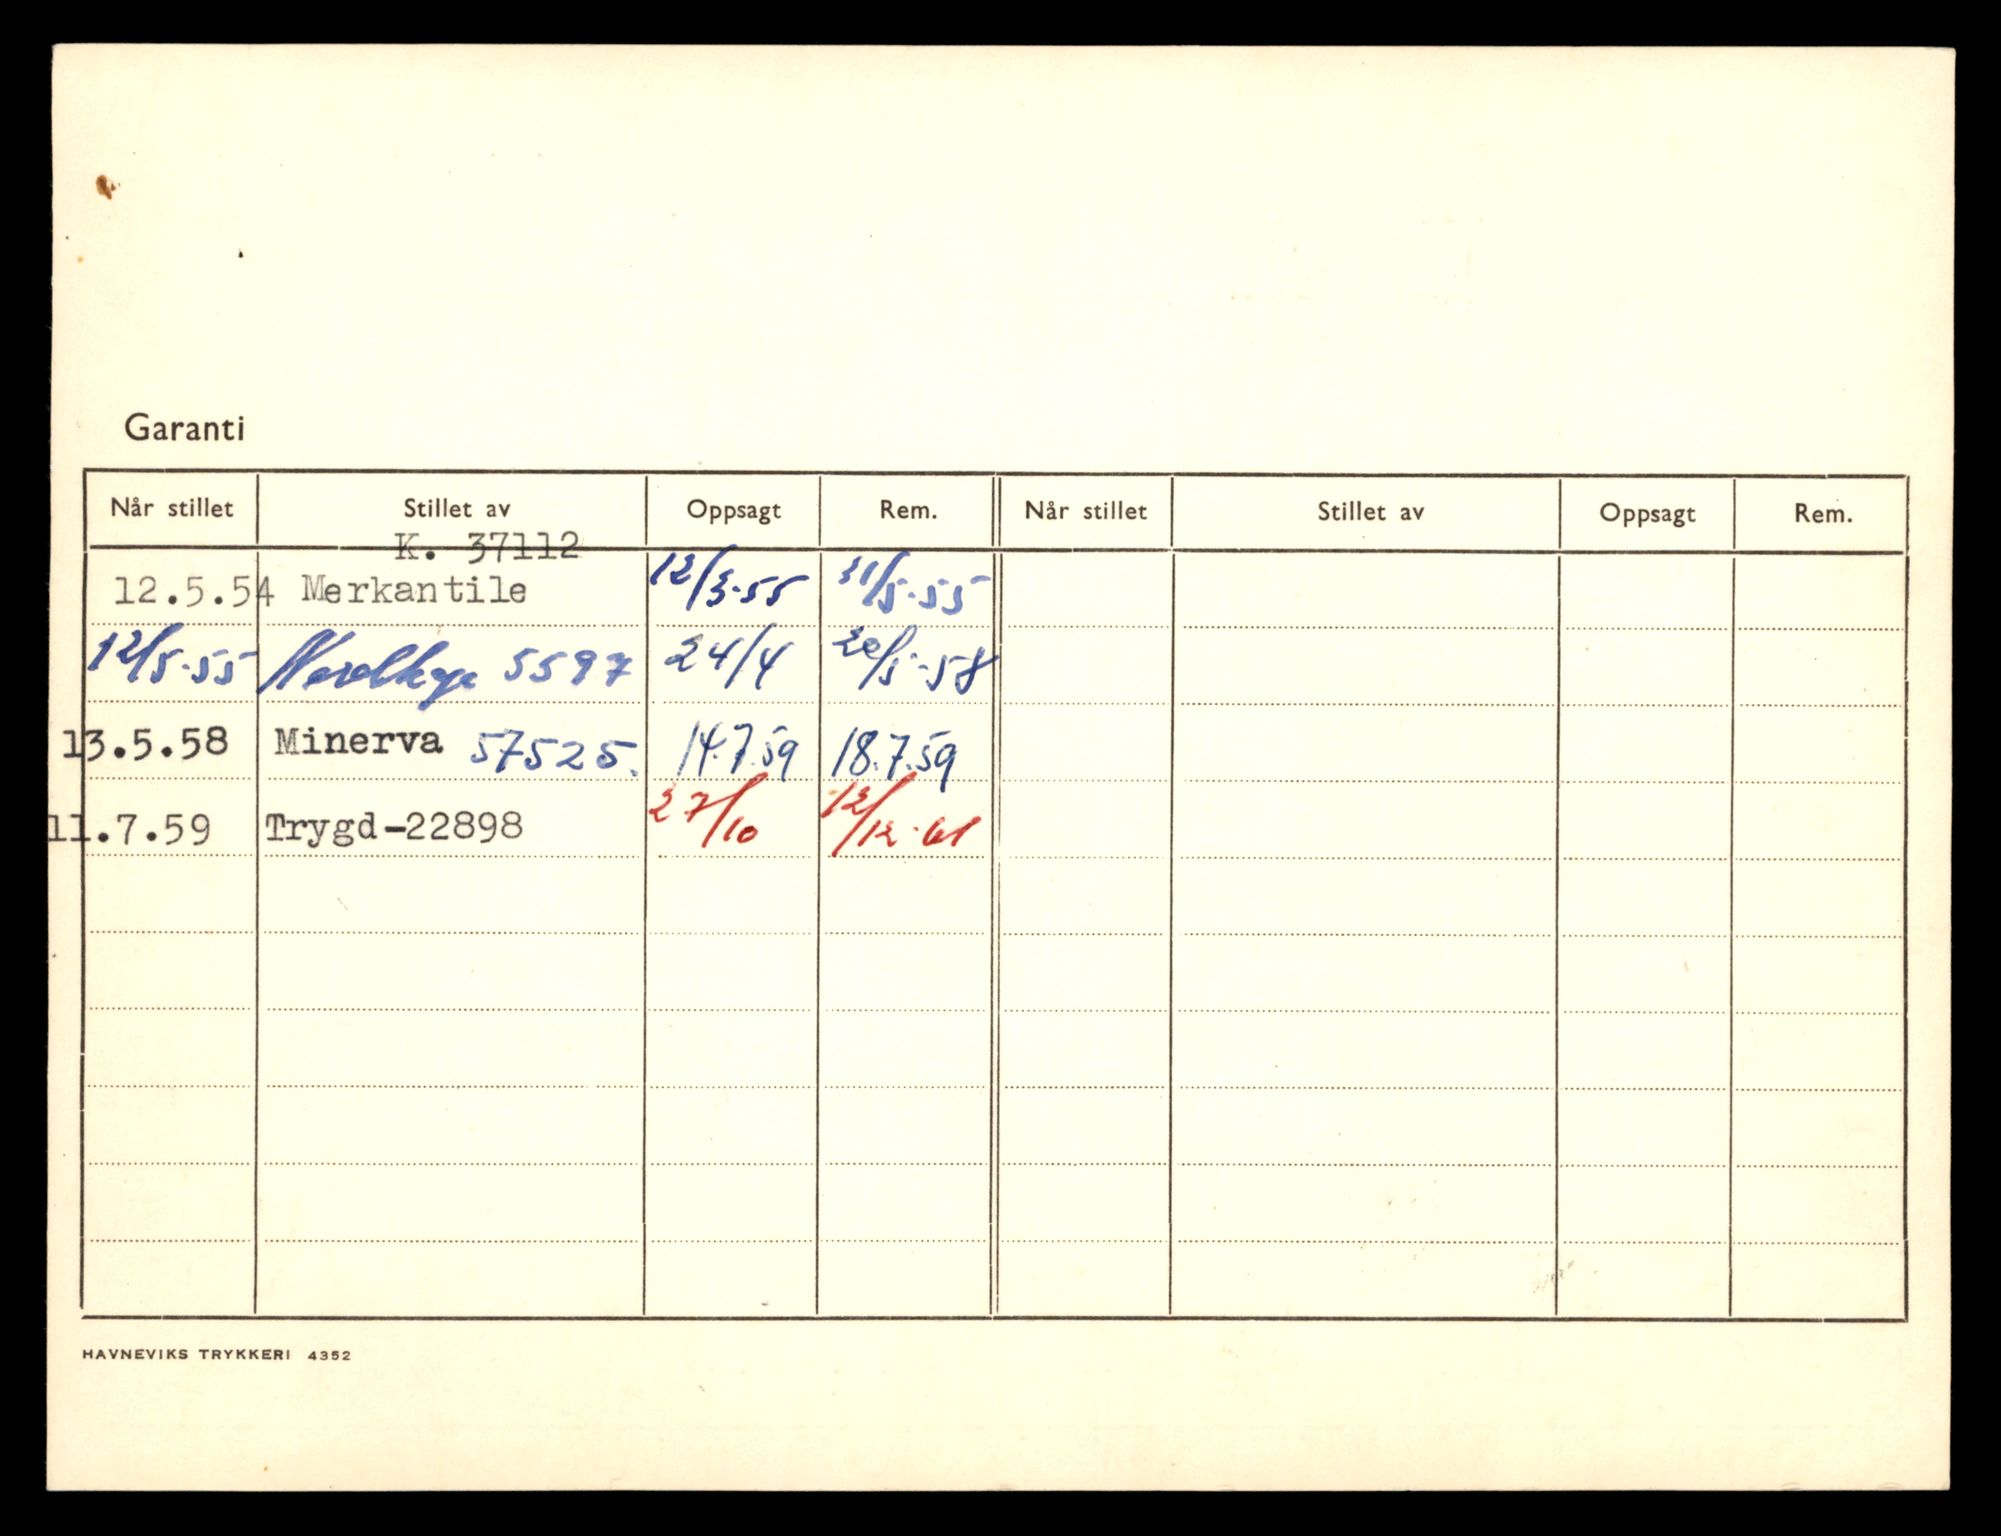 Garanti
Når stillet Stillet av Oppsagt Rem. Når stillet Stillet av Oppsagt Rem.
K. 37112
12.5.54 Merkantile 12/3-55 31/5-55
12/5-55 5597 24/4 20/5-58
13.5.58 Minerva 57525. 14.7.59 18.7.59
11.7.59 Trygd-22898 27/10 12/12-61
HAVNEVIKS TRYKKERI 4352